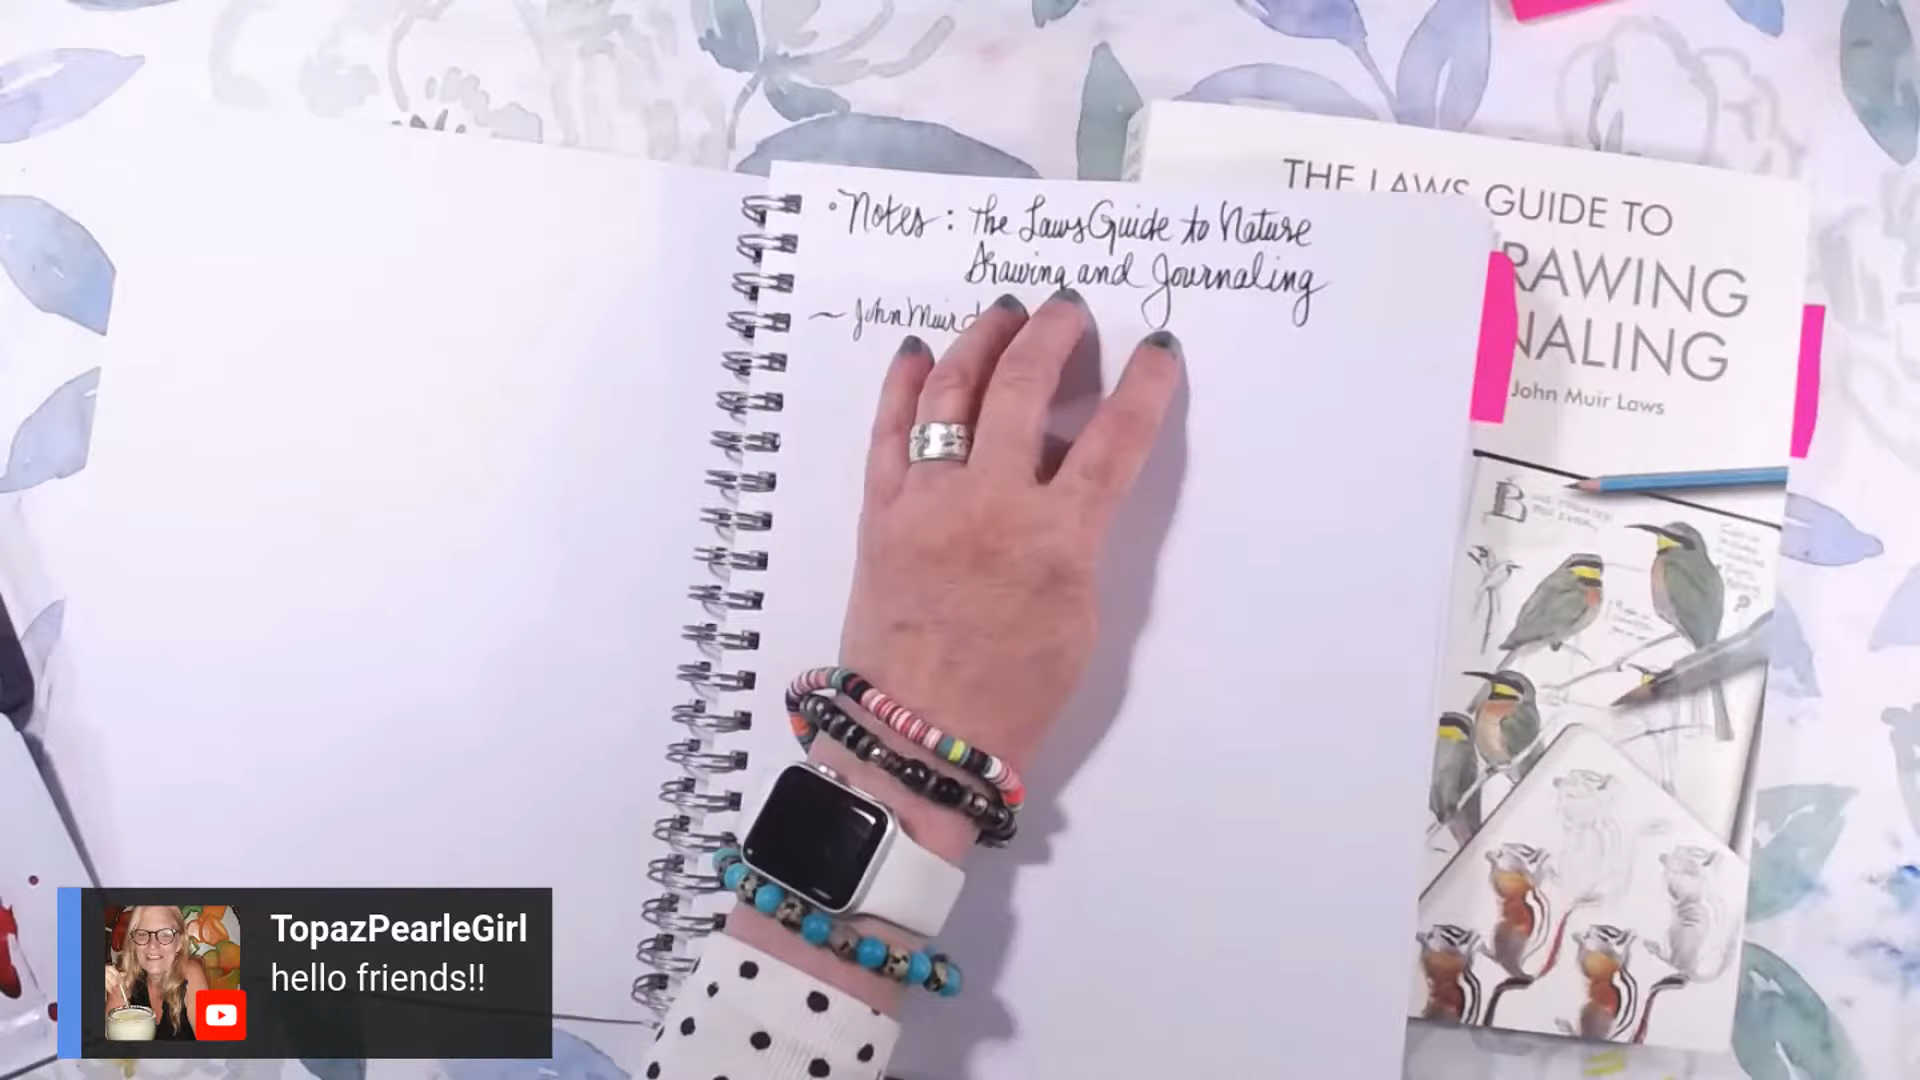 •Notes: The Laws Guide to Nature
Drawing and Journaling
~ John Muir
THE LAWS GUIDE TO
RAWING
NALING
John Muir Laws
TopazPearleGirl
hello friends!!